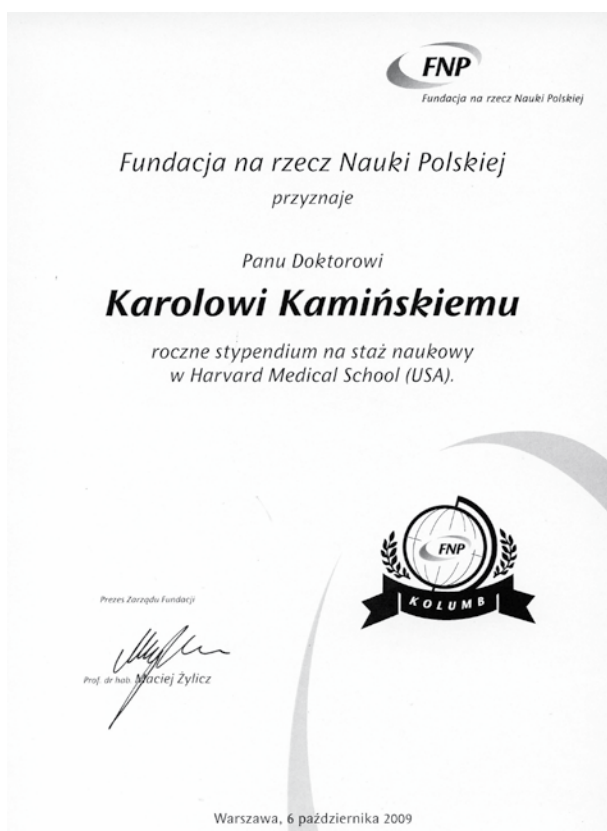 FNP
Fundacja na rzecz Nauki Polskiej
Fundacja na rzecz Nauki Polskiej
przyznaje
Panu Doktorowi
Karolowi Kamińskiemu
roczne stypendium na staż naukowy
w Harvard Medical School (USA).
FNP
KOLUMB
Prezes Zarządu Fundacji
Prof. dr hab. Maciej Żylicz
Warszawa, 6 października 2009